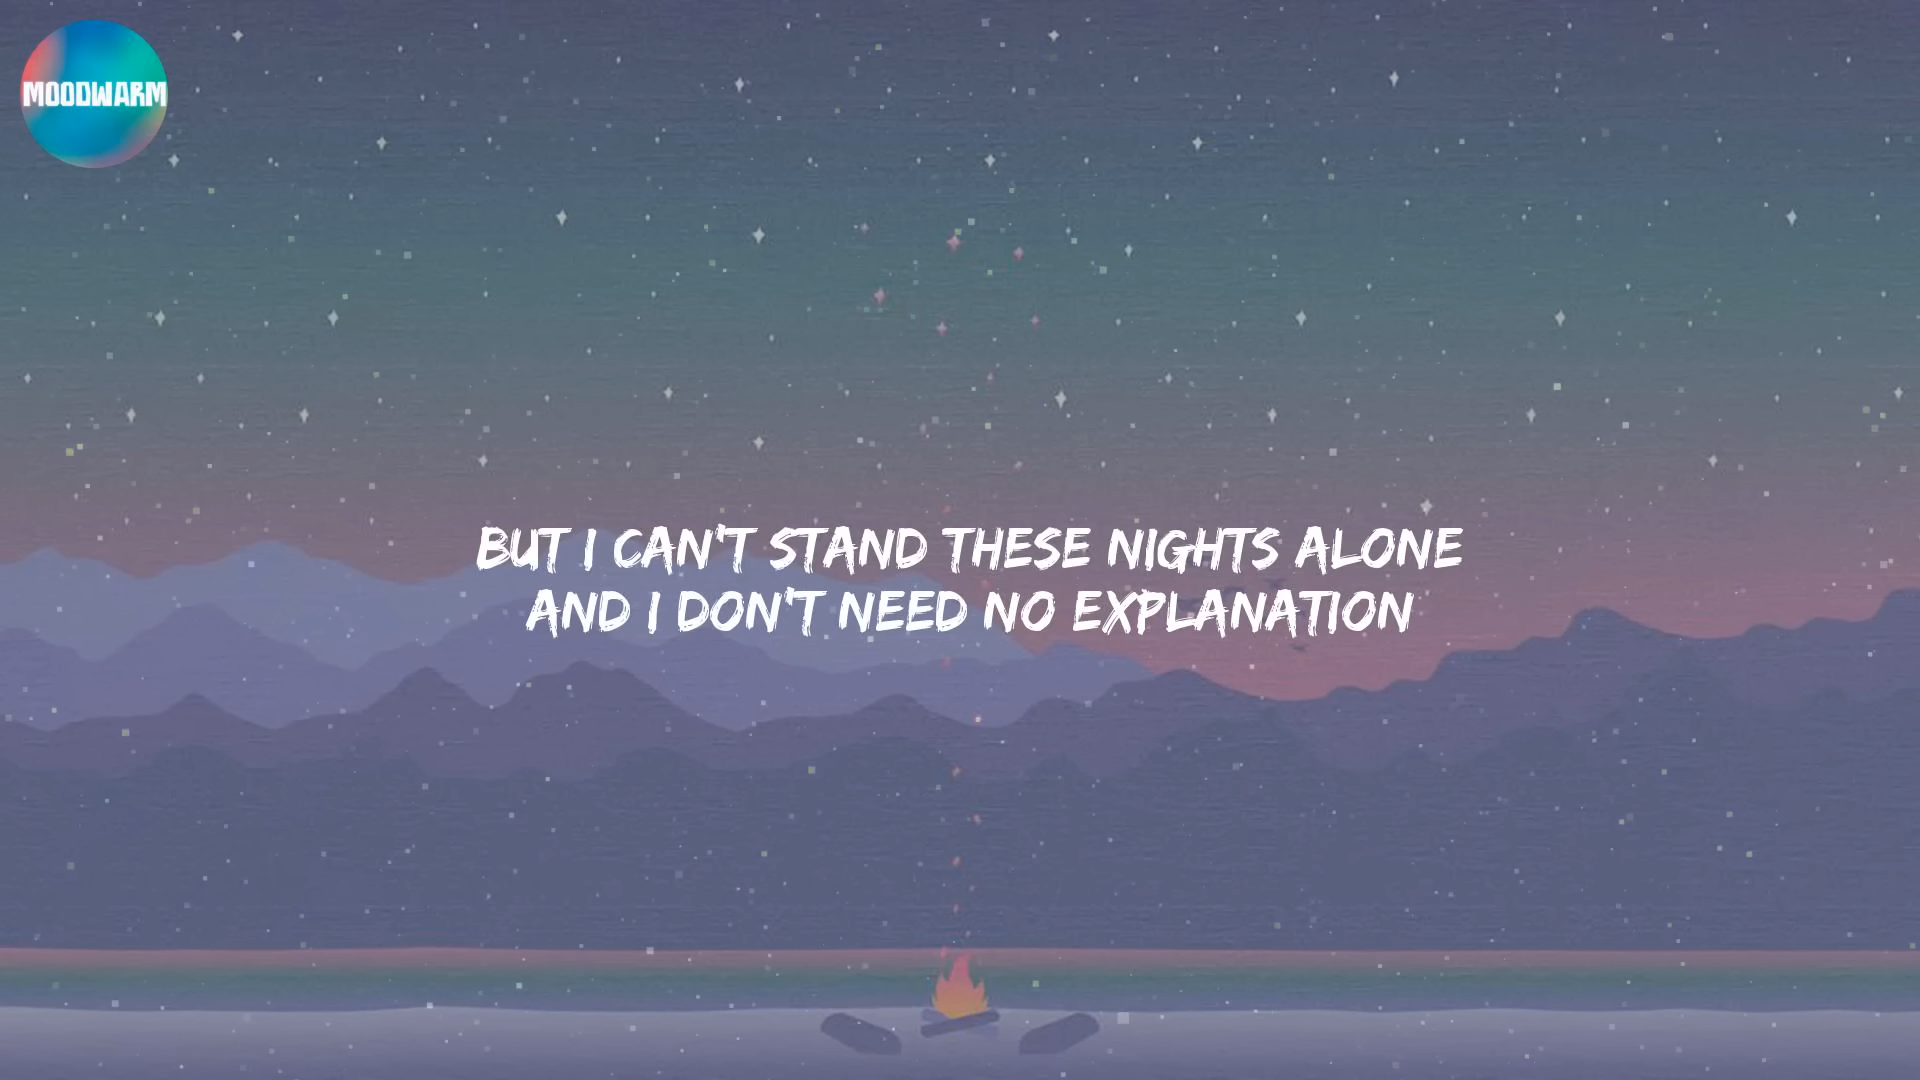 MOODWARM
BUT I CAN'T STAND THESE NIGHTS ALONE
AND I DON'T NEED NO EXPLANATION